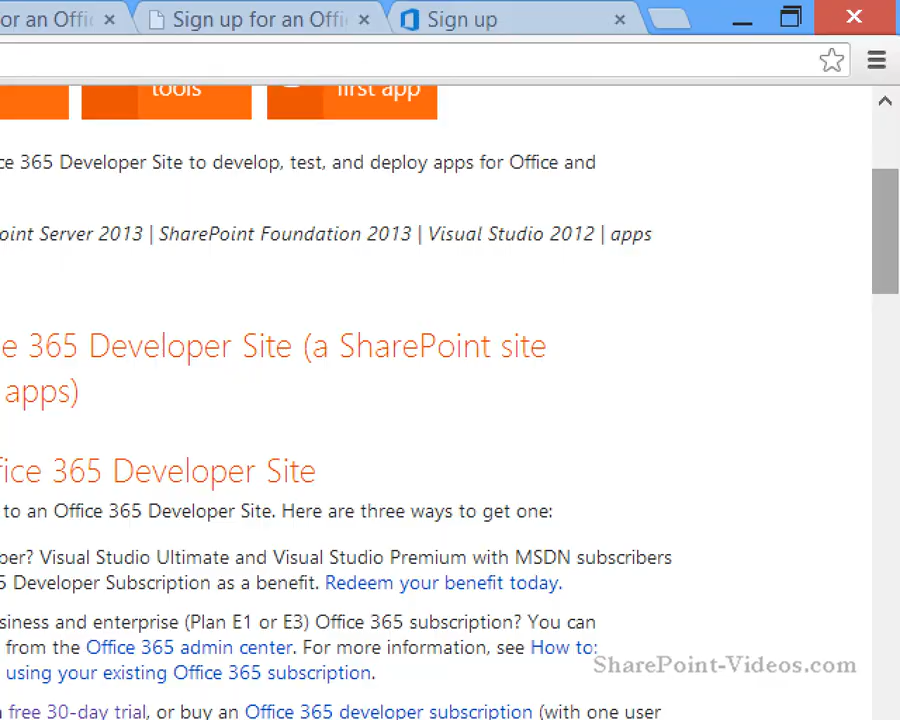 or an Offic × Sign up for an Offi × Sign up ×
tools first app
ce 365 Developer Site to develop, test, and deploy apps for Office and
oint Server 2013 | SharePoint Foundation 2013 | Visual Studio 2012 | apps
e 365 Developer Site (a SharePoint site
apps)
fice 365 Developer Site
to an Office 365 Developer Site. Here are three ways to get one:
per? Visual Studio Ultimate and Visual Studio Premium with MSDN subscribers
5 Developer Subscription as a benefit. Redeem your benefit today.
siness and enterprise (Plan E1 or E3) Office 365 subscription? You can
from the Office 365 admin center. For more information, see How to:
using your existing Office 365 subscription.
SharePoint-Videos.com
a free 30-day trial, or buy an Office 365 developer subscription (with one user